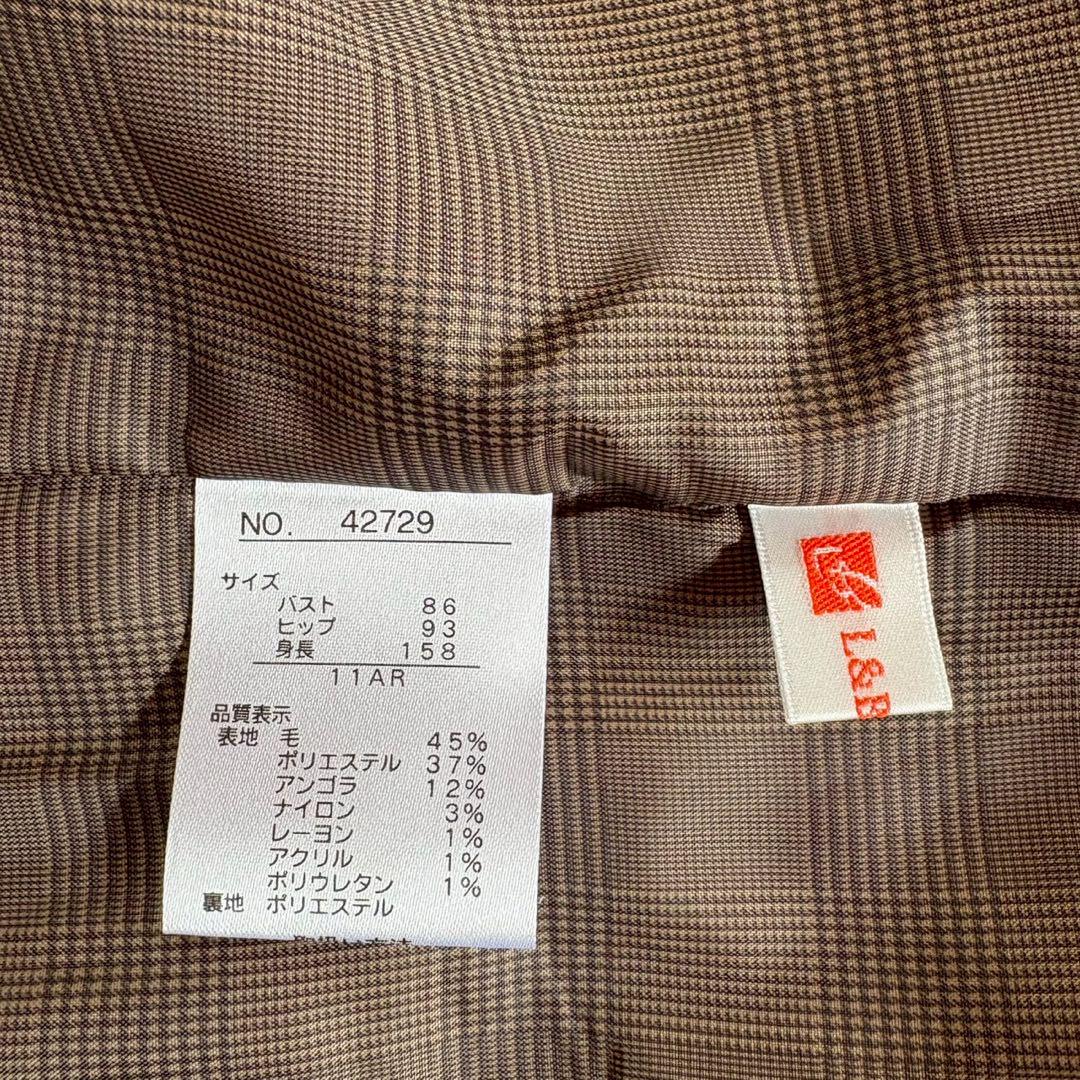 NO. 42729
サイズ
バスト 86
ヒップ 93
身長 158
11AR
品質表示
表地 毛 45%
ポリエステル 37%
アンゴラ 12%
ナイロン 3%
レーヨン 1%
アクリル 1%
ポリウレタン 1%
裏地 ポリエステル
L&B